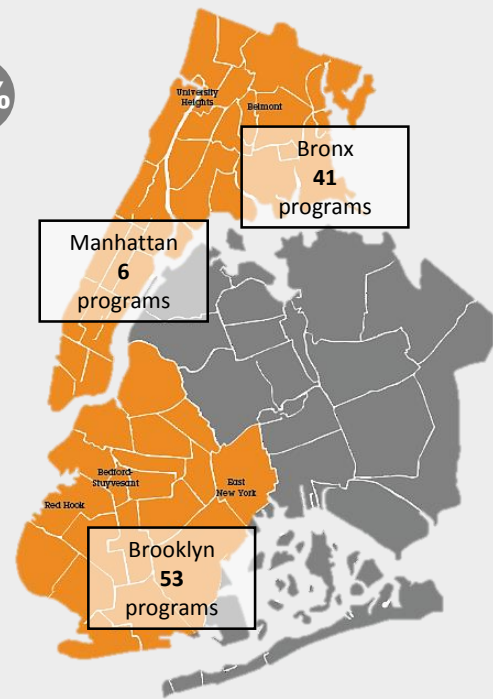 %
University
Heights
Belmont
Bronx
41
programs
Manhattan
6
programs
Bedford-
Stuyvesant
East
New York
Red Hook
Brooklyn
53
programs